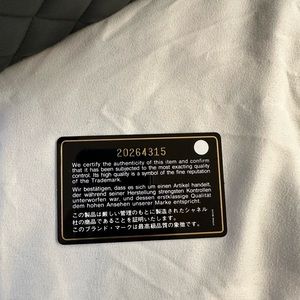 20264315
We certify the authenticity of this item and confirm
that it has been subjected to the most exacting quality
control. Its high quality is a symbol of the fine reputation
of the Trademark.
Wir bestätigen, dass es sich um einen Artikel handelt,
der während seiner Herstellung strengsten Kontrollen
unterworfen war, und dessen erstklassige Qualität
dem hohen Ansehen unserer Marke entspricht.
この製品は厳しい管理のもとに製造されたシャネル
社の商品であることを証明いたします。
このブランド・マークは最高級品の象徴です。